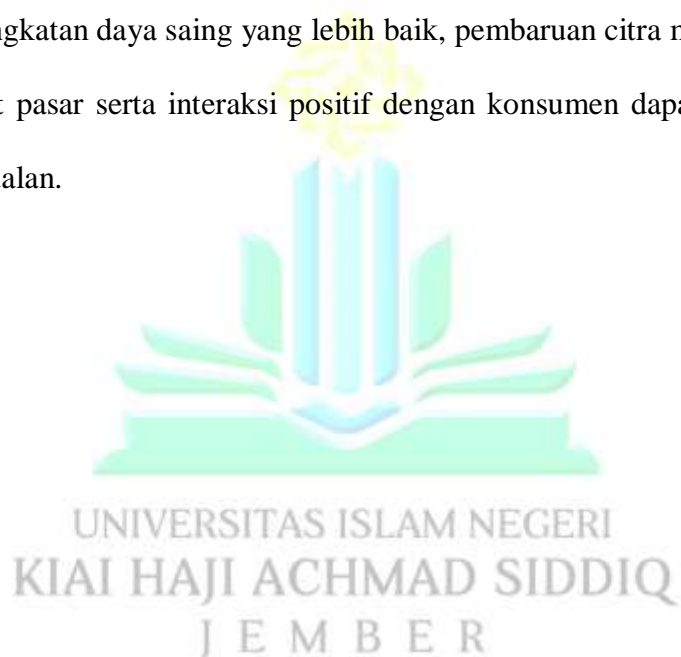 ngkatan daya saing yang lebih baik, pembaruan citra
pasar serta interaksi positif dengan konsumen
alan.
UNIVERSITAS ISLAM NEGERI
KIAI HAJI ACHMAD SIDDIQ
JEMBER